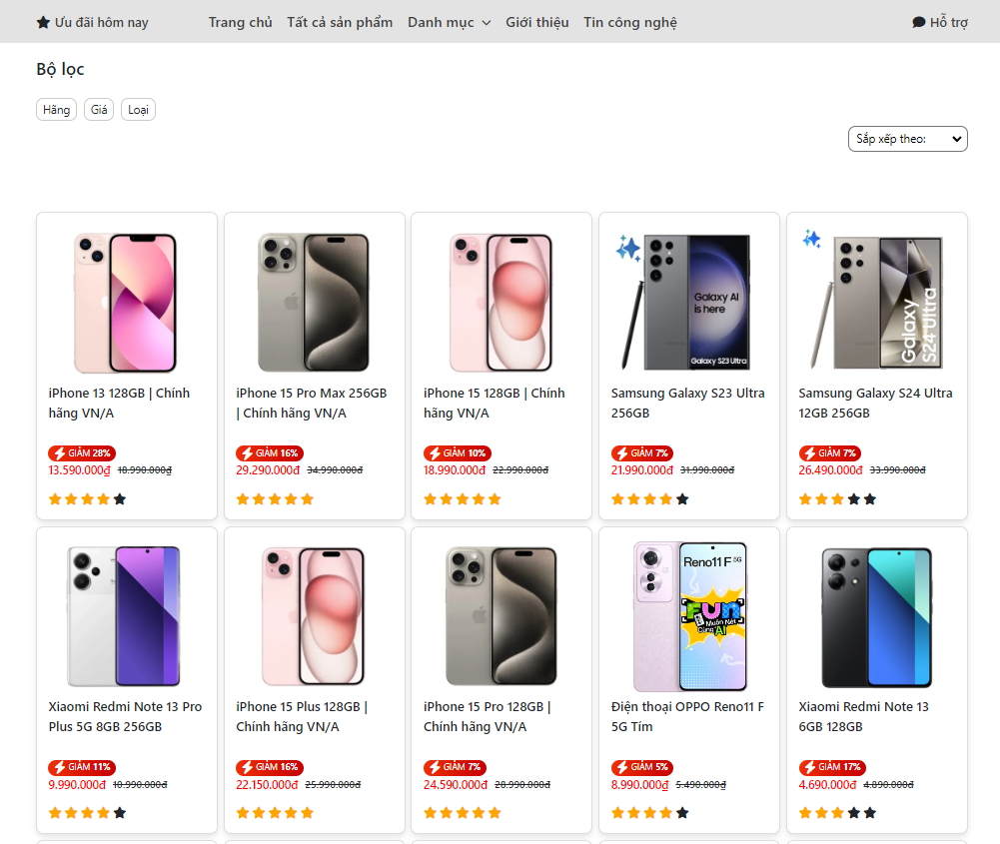 Ưu đãi hôm nay Trang chủ Tất cả sản phẩm Danh mục Giới thiệu Tin công nghệ Hỗ trợ
Bộ lọc
Hãng Giá Loại
Sắp xếp theo:
Galaxy AI
is here
Galaxy S23 Ultra
Galaxy
S24 Ultra
iPhone 13 128GB | Chính
hãng VN/A
GIẢM 28%
13.590.000₫ 18.990.000₫
iPhone 15 Pro Max 256GB
| Chính hãng VN/A
GIẢM 16%
29.290.000đ 34.990.000đ
iPhone 15 128GB | Chính
hãng VN/A
GIẢM 10%
18.990.000đ 22.990.000đ
Samsung Galaxy S23 Ultra
256GB
GIẢM 7%
21.990.000đ 31.990.000đ
Samsung Galaxy S24 Ultra
12GB 256GB
GIẢM 7%
26.490.000đ 33.990.000đ
Xiaomi Redmi Note 13 Pro
Plus 5G 8GB 256GB
GIẢM 11%
9.990.000đ 10.990.000đ
iPhone 15 Plus 128GB |
Chính hãng VN/A
GIẢM 16%
22.150.000đ 25.990.000đ
iPhone 15 Pro 128GB |
Chính hãng VN/A
GIẢM 7%
24.590.000đ 28.990.000đ
Reno11 F 5G
FUN
Muôn Nét
Cùng AI
Điện thoại OPPO Reno11 F
5G Tím
GIẢM 5%
8.990.000₫ 5.490.000₫
Xiaomi Redmi Note 13
6GB 128GB
GIẢM 17%
4.690.000đ 4.890.000đ